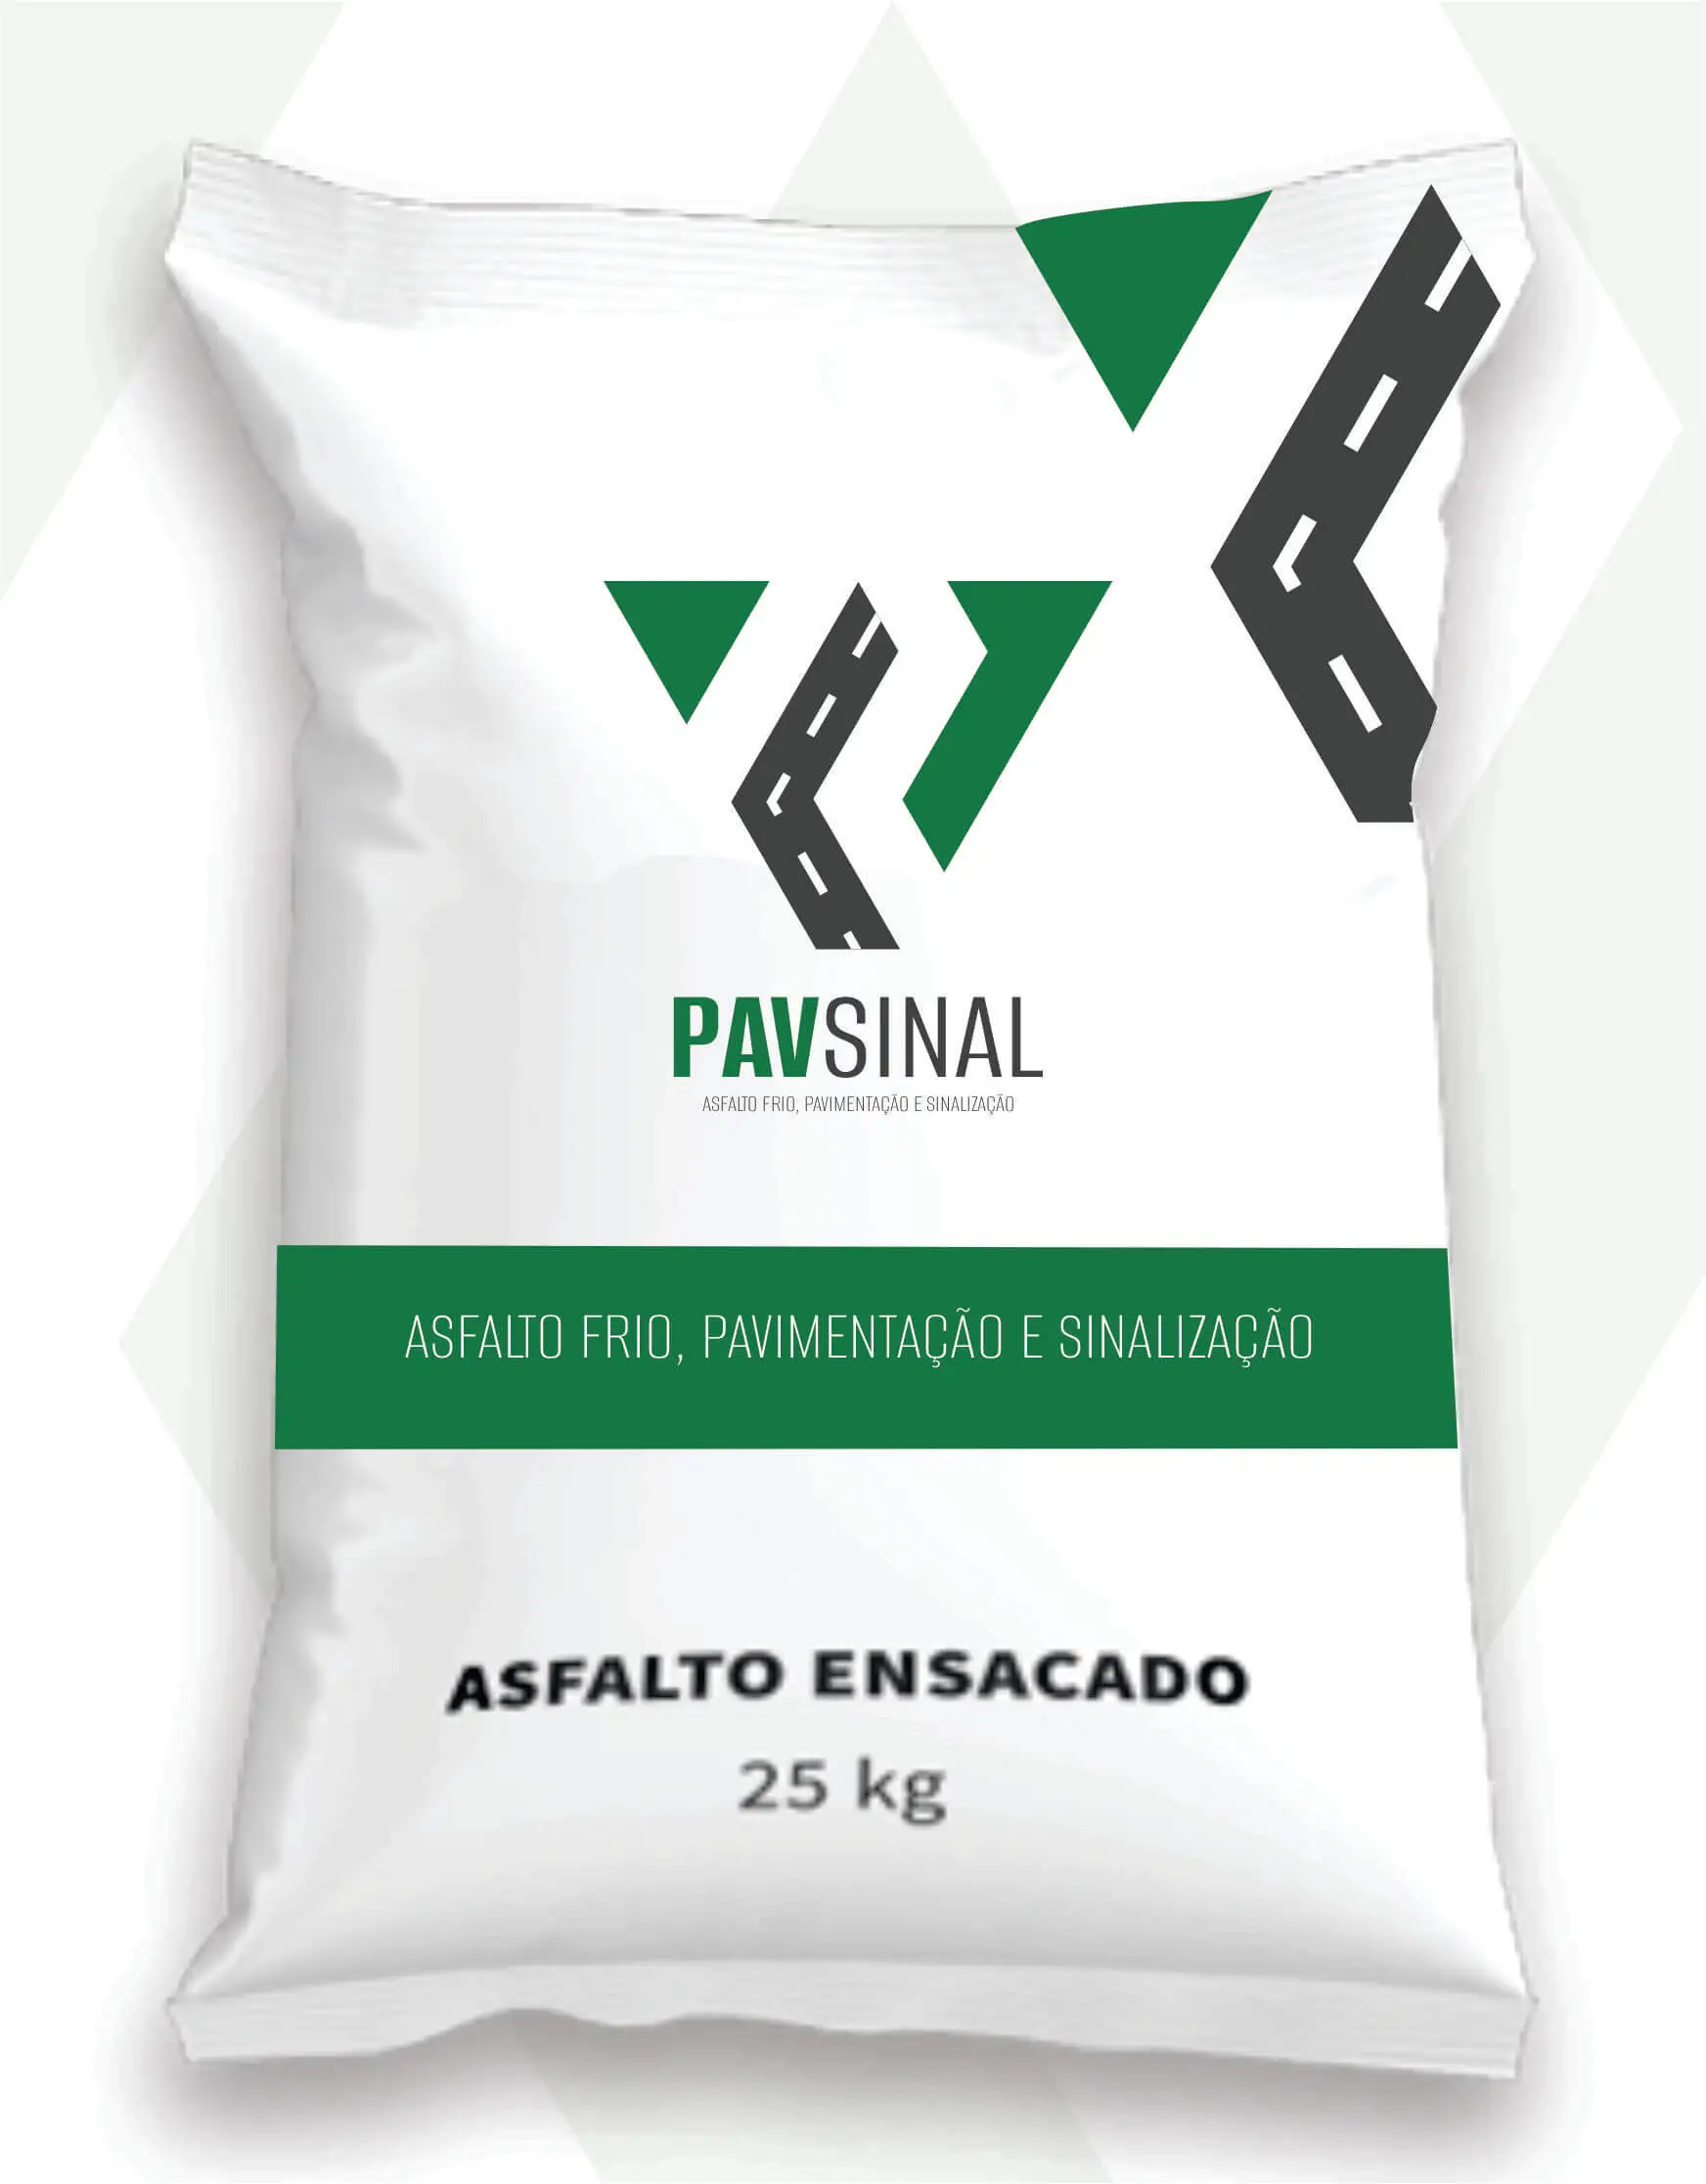 PAVSINAL
ASFALTO FRIO, PAVIMENTAÇÃO E SINALIZAÇÃO
ASFALTO FRIO, PAVIMENTAÇÃO E SINALIZAÇÃO
ASFALTO ENSACADO
25 kg